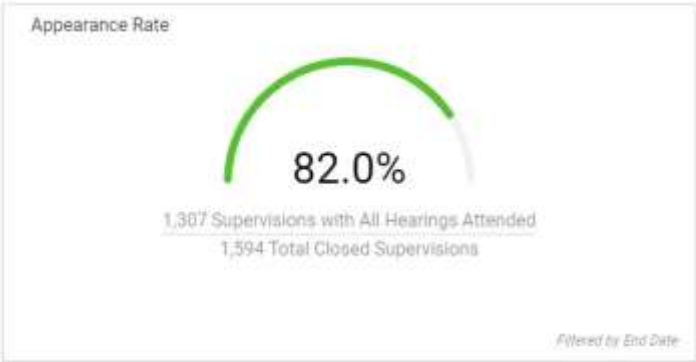 Appearance Rate
82.0%
1,307 Supervisions with All Hearings Attended
1,594 Total Closed Supervisions
Filtered by End Date